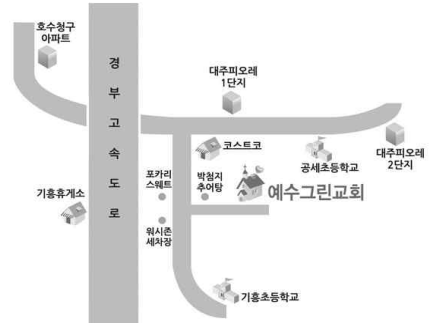 호수청구
아파트
경
부
고
속
도
로
대주피오레
1단지
코스트코
공세초등학교
대주피오레
2단지
포카리
스웨트
박첨지
추어탕
예수그린교회
기흥휴게소
워시존
세차장
기흥초등학교